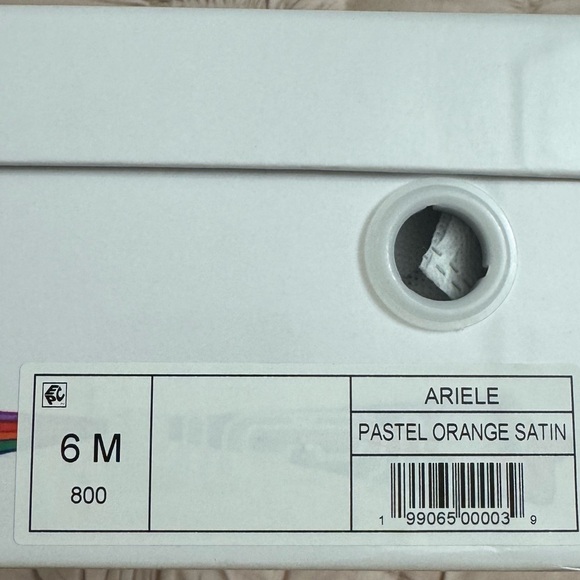 6 M
800
ARIELE
PASTEL ORANGE SATIN
1 99065 00003 9